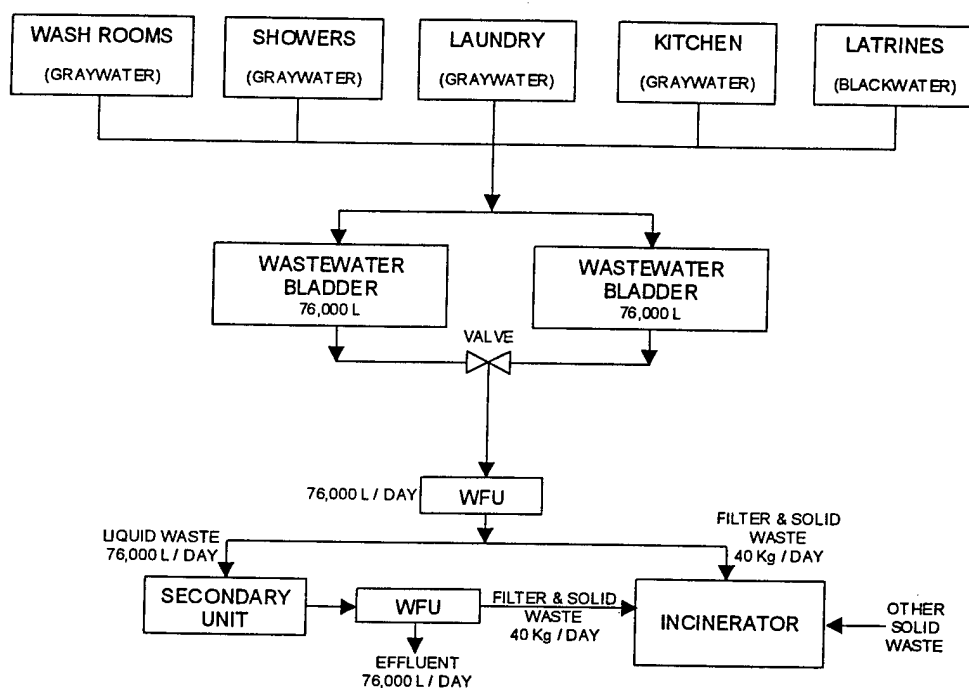 WASH ROOMS
(GRAYWATER)
SHOWERS
(GRAYWATER)
LAUNDRY
(GRAYWATER)
KITCHEN
(GRAYWATER)
LATRINES
(BLACKWATER)
WASTEWATER
BLADDER
76,000 L
WASTEWATER
BLADDER
76,000 L
VALVE
76,000 L / DAY
WFU
LIQUID WASTE
76,000 L / DAY
FILTER & SOLID
WASTE
40 Kg / DAY
SECONDARY
UNIT
WFU
FILTER & SOLID
WASTE
40 Kg / DAY
INCINERATOR
OTHER
SOLID
WASTE
EFFLUENT
76,000 L / DAY